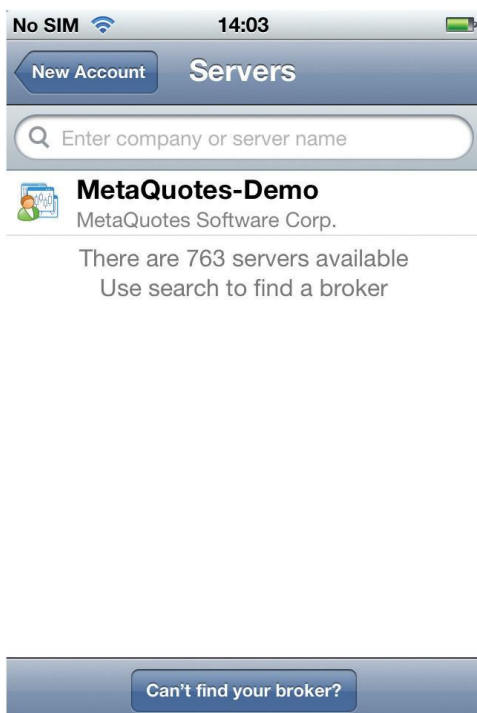 No SIM 14:03
New Account Servers
Enter company or server name
MetaQuotes-Demo
MetaQuotes Software Corp.
There are 763 servers available
Use search to find a broker
Can't find your broker?